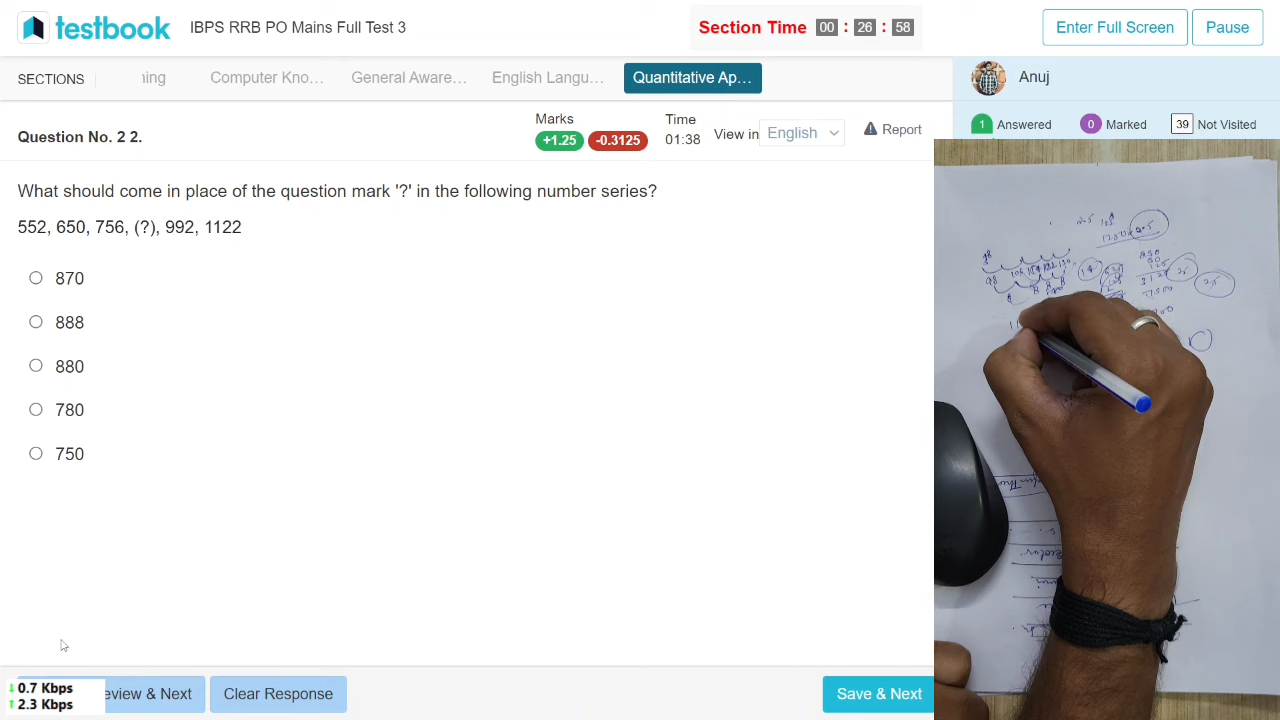 testbook
IBPS RRB PO Mains Full Test 3
Section Time 00 : 26 : 58
Enter Full Screen
Pause
SECTIONS
ning
Computer Kno...
General Aware...
English Langu...
Quantitative Ap...
Anuj
Question No. 2 2.
Marks
+1.25 -0.3125
Time
01:38
View in English
Report
1 Answered
0 Marked
39 Not Visited
What should come in place of the question mark '?' in the following number series?
552, 650, 756, (?), 992, 1122
870
888
880
780
750
0.7 Kbps
2.3 Kbps
eview & Next
Clear Response
Save & Next